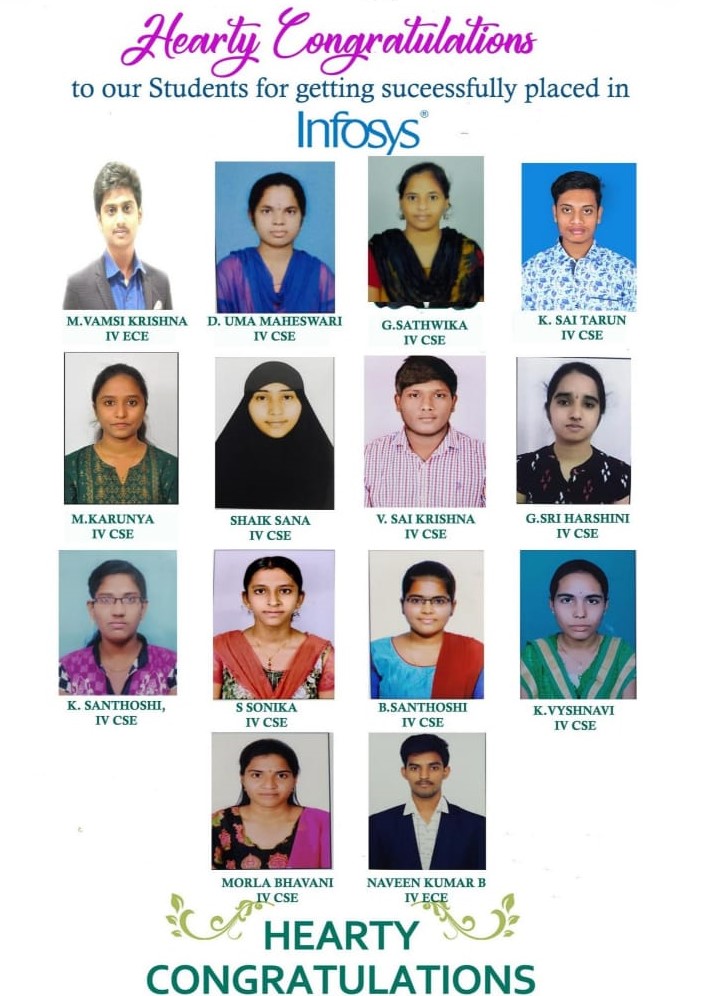 Hearty Congratulations
to our Students for getting suceessfully placed in
Infosys®
M.VAMSI KRISHNA
IV ECE
D. UMA MAHESWARI
IV CSE
G.SATHWIKA
IV CSE
K. SAI TARUN
IV CSE
M.KARUNYA
IV CSE
SHAIK SANA
IV CSE
V. SAI KRISHNA
IV CSE
G.SRI HARSHINI
IV CSE
K. SANTHOSHI,
IV CSE
S SONIKA
IV CSE
B.SANTHOSHI
IV CSE
K.VYSHNAVI
IV CSE
MORLA BHAVANI
IV CSE
NAVEEN KUMAR B
IV ECE
HEARTY
CONGRATULATIONS